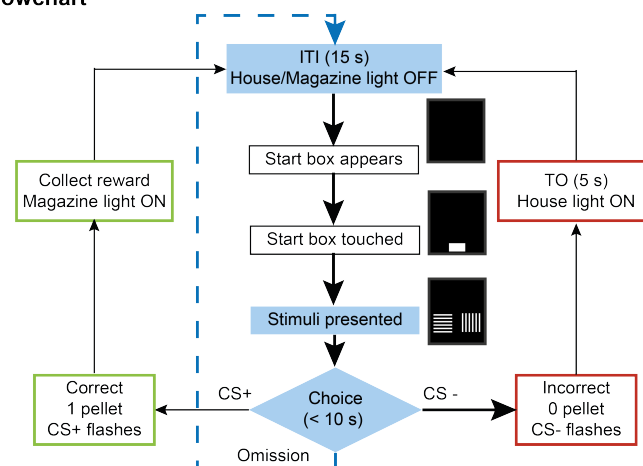 ITI (15 s)
House/Magazine light OFF
Start box appears
Collect reward
Magazine light ON
TO (5 s)
House light ON
Start box touched
Stimuli presented
Correct
1 pellet
CS+ flashes
CS+
Choice
(< 10 s)
CS -
Incorrect
0 pellet
CS- flashes
Omission